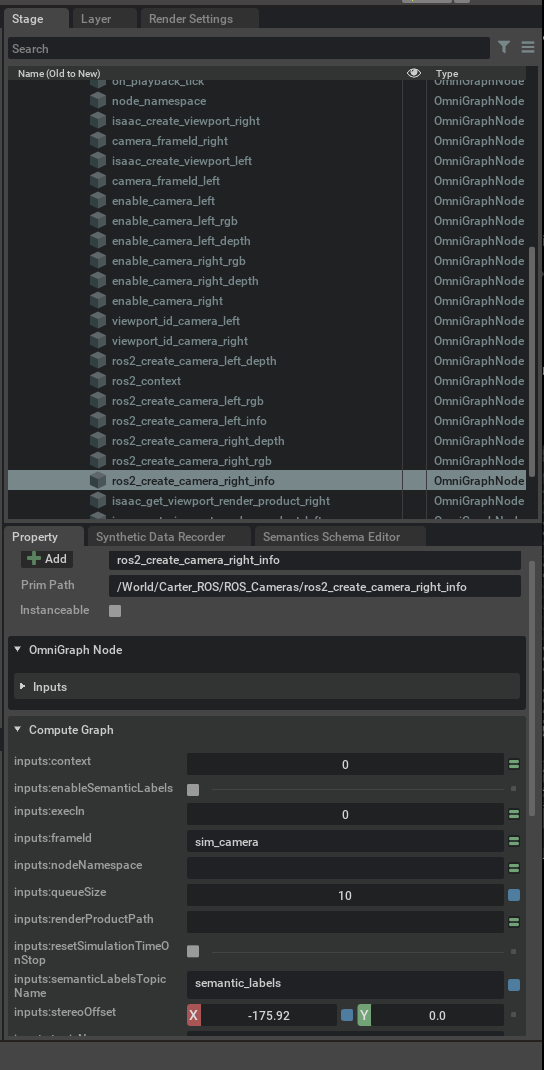 Stage Layer Render Settings
Search
Name (Old to New) Type
on_playback_tick OmniGraphNode
node_namespace OmniGraphNode
isaac_create_viewport_right OmniGraphNode
camera_frameId_right OmniGraphNode
isaac_create_viewport_left OmniGraphNode
camera_frameId_left OmniGraphNode
enable_camera_left OmniGraphNode
enable_camera_left_rgb OmniGraphNode
enable_camera_left_depth OmniGraphNode
enable_camera_right_rgb OmniGraphNode
enable_camera_right_depth OmniGraphNode
enable_camera_right OmniGraphNode
viewport_id_camera_left OmniGraphNode
viewport_id_camera_right OmniGraphNode
ros2_create_camera_left_depth OmniGraphNode
ros2_context OmniGraphNode
ros2_create_camera_left_rgb OmniGraphNode
ros2_create_camera_left_info OmniGraphNode
ros2_create_camera_right_depth OmniGraphNode
ros2_create_camera_right_rgb OmniGraphNode
ros2_create_camera_right_info OmniGraphNode
isaac_get_viewport_render_product_right OmniGraphNode
Property Synthetic Data Recorder Semantics Schema Editor
Add ros2_create_camera_right_info
Prim Path /World/Carter_ROS/ROS_Cameras/ros2_create_camera_right_info
Instanceable
OmniGraph Node
Inputs
Compute Graph
inputs:context 0
inputs:enableSemanticLabels
inputs:execIn 0
inputs:frameId sim_camera
inputs:nodeNamespace
inputs:queueSize 10
inputs:renderProductPath
inputs:resetSimulationTimeO
nStop
inputs:semanticLabelsTopic semantic_labels
Name
inputs:stereoOffset X -175.92 Y 0.0